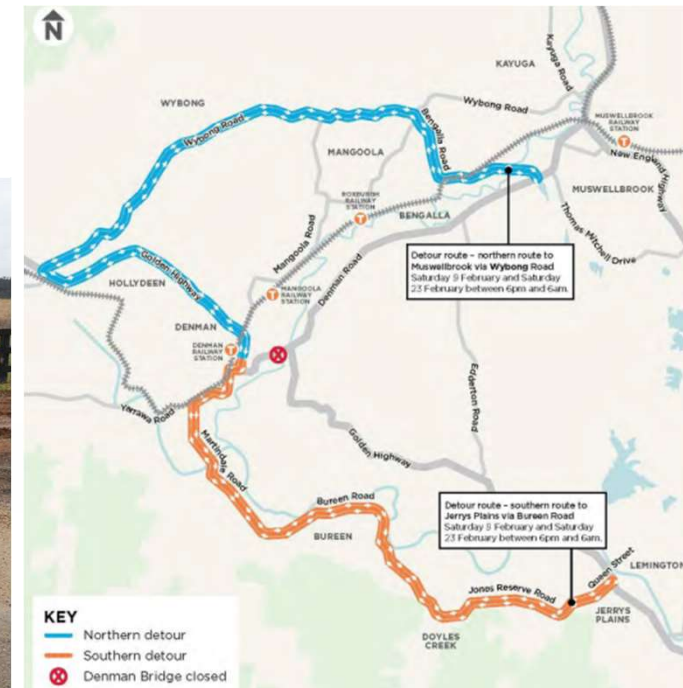 N
KAYUGA
Kayuga Road
WYBONG
Wybong Road
Wybong Road
Bengalla Road
MUSWELLBROOK
RAILWAY
STATION
New England
Highway
MANGOOLA
MUSWELLBROOK
ROXBURGH
RAILWAY
STATION
BENGALLA
Mangoola Road
Thomas
Mitchell Drive
Detour route – northern route to
Muswellbrook via Wybong Road
Saturday 9 February and Saturday
23 February between 6pm and 6am.
Golden Highway
HOLLYDEEN
MANGOOLA
RAILWAY
STATION
Denman Road
DENMAN
DENMAN
RAILWAY
STATION
Edderton Road
Yarrawa Road
Martindale Road
Golden Highway
Bureen Road
BUREEN
Detour route – southern route to
Jerrys Plains via Bureen Road
Saturday 9 February and Saturday
23 February between 6pm and 6am.
Queen Street
LEMINGTON
Jones Reserve Road
JERRYS
PLAINS
DOYLES
CREEK
KEY
Northern detour
Southern detour
Denman Bridge closed